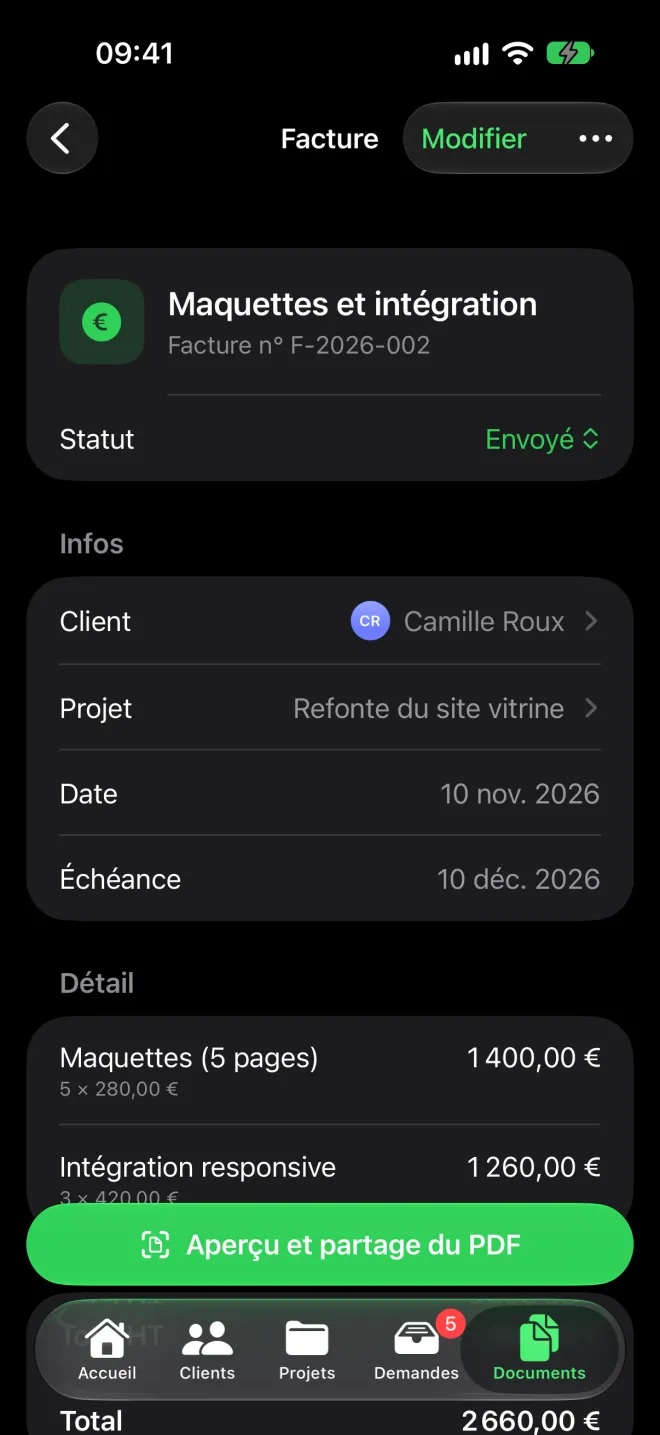 09:41
Facture
Modifier
Maquettes et intégration
Facture n° F-2026-002
Statut
Envoyé
Infos
Client
CR
Camille Roux
Projet
Refonte du site vitrine
Date
10 nov. 2026
Échéance
10 déc. 2026
Détail
Maquettes (5 pages)
1 400,00 €
5 × 280,00 €
Intégration responsive
1 260,00 €
3 × 420,00 €
Aperçu et partage du PDF
5
Accueil
Clients
Projets
Demandes
Documents
Total
2 660,00 €